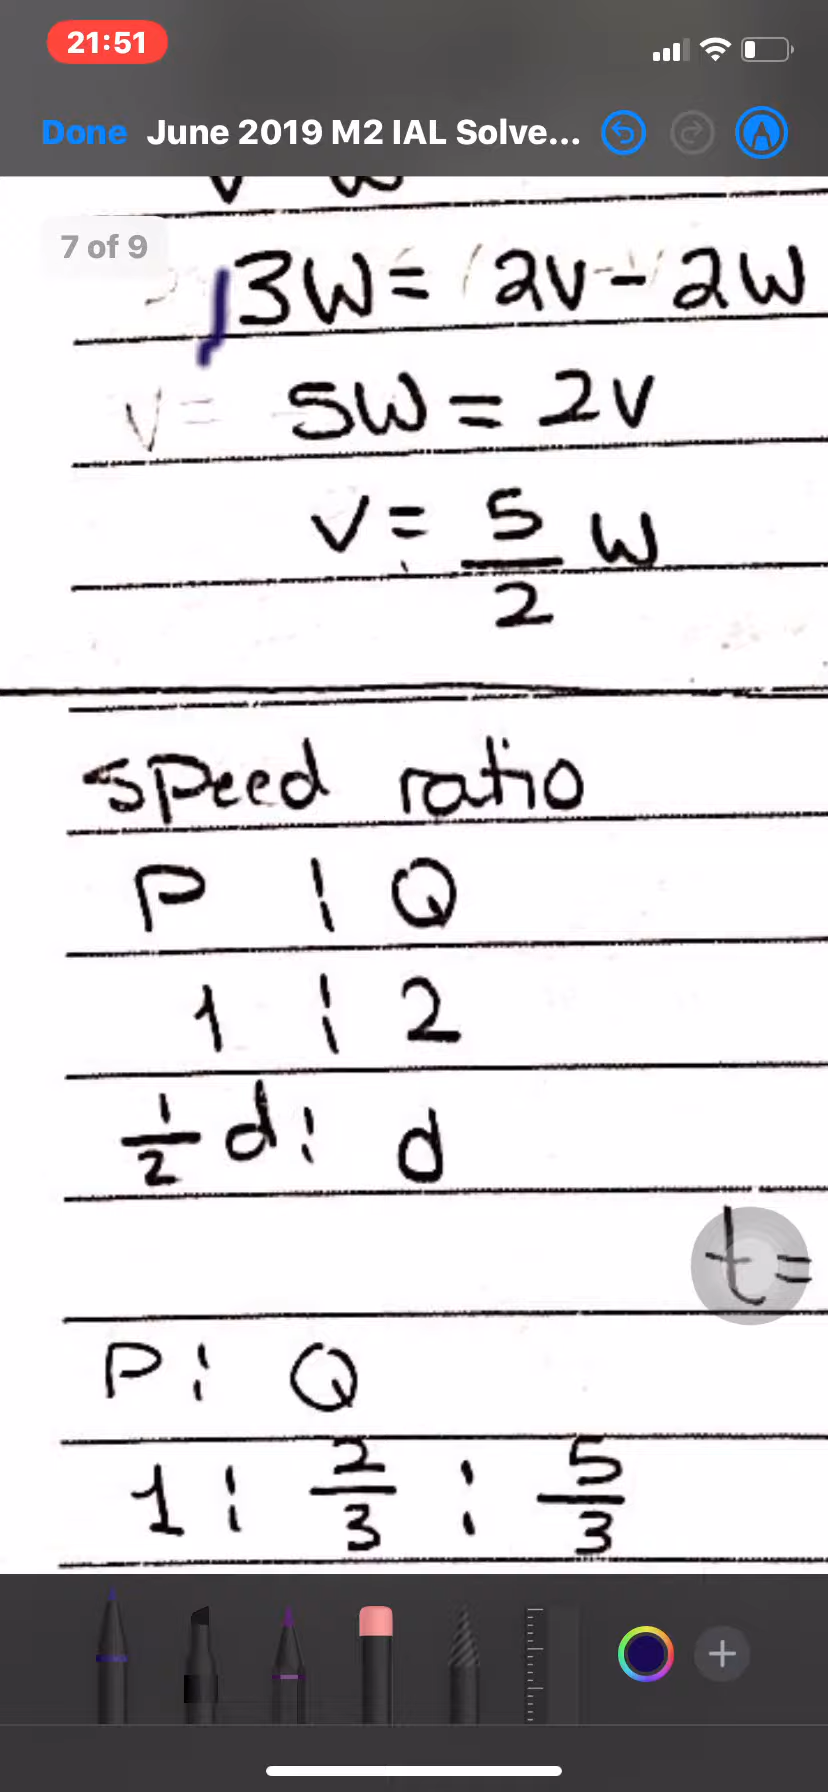 21:51
Done June 2019 M2 IAL Solve...
7 of 9
3W = 2V - 2W
V = 5W = 2V
V = 5/2 W
speed ratio
P : Q
1 : 2
1/2 d : d
t =
P : Q
1 : 2/3 : 5/3